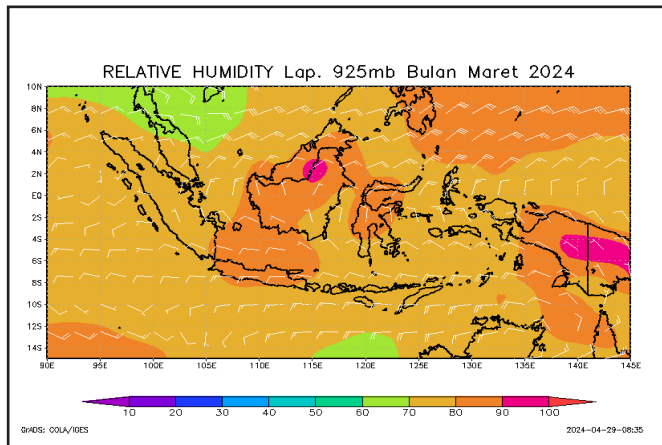 RELATIVE HUMIDITY Lap. 925mb Bulan Maret 2024
10N
8N
6N
4N
2N
EQ
2S
4S
6S
8S
10S
12S
14S
90E 95E 100E 105E 110E 115E 120E 125E 130E 135E 140E 145E
10 20 30 40 50 60 70 80 90 100
GrADS: COLA/IGES 2024-04-29-08:35